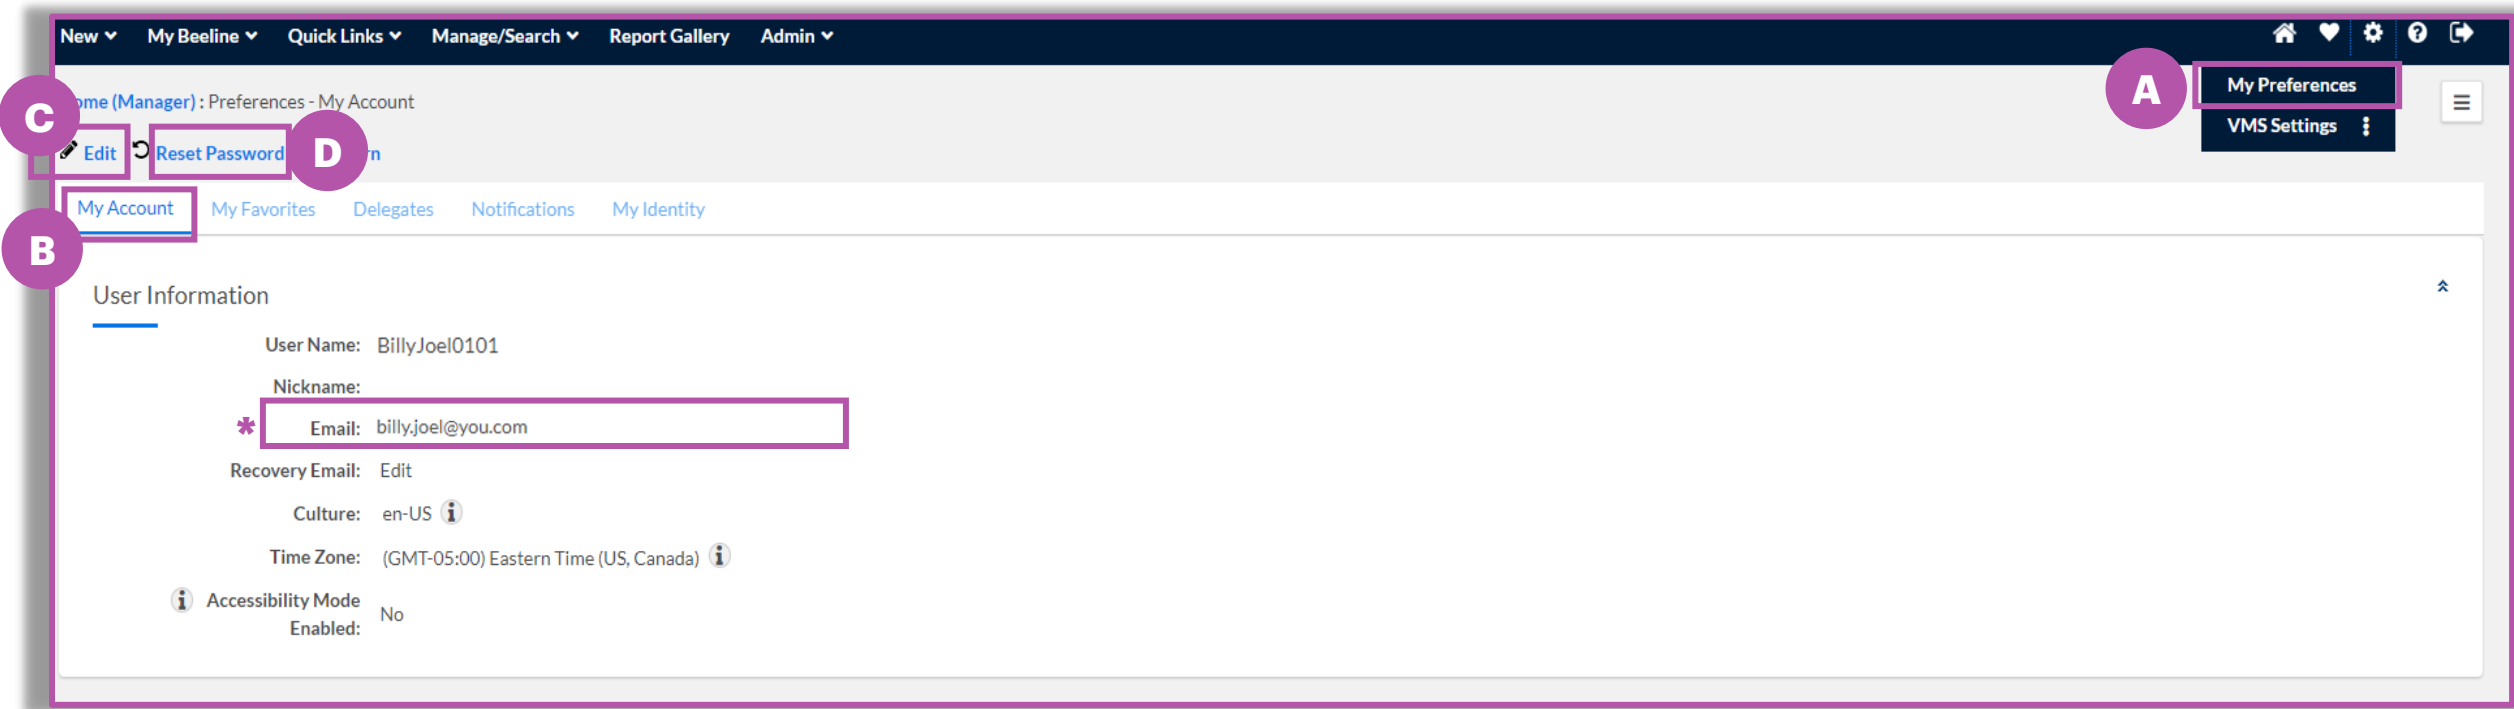 New My Beeline Quick Links Manage/Search Report Gallery Admin
A My Preferences
VMS Settings
C ome (Manager) : Preferences - My Account
Edit Reset Password D rn
My Account My Favorites Delegates Notifications My Identity
B
User Information
User Name: BillyJoel0101
Nickname:
* Email: billy.joel@you.com
Recovery Email: Edit
Culture: en-US
Time Zone: (GMT-05:00) Eastern Time (US, Canada)
Accessibility Mode
Enabled: No